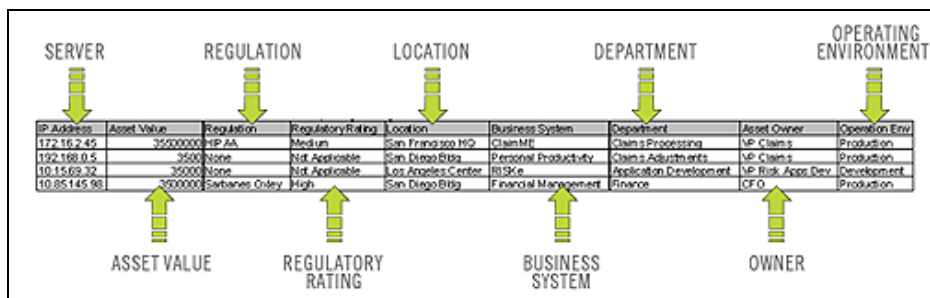 SERVER REGULATION LOCATION DEPARTMENT OPERATING
ENVIRONMENT
IP Address Asset Value Regulation Regulatory Rating Location Business System Department Asset Owner Operation Env
172.16.2.45 35500000 HIPAA Medium San Francisco HQ ClaimME Claims Processing VP Claims Production
192.168.0.5 3500 None Not Applicable San Diego Bldg Personal Productivity Claims Adjustments VP Claims Production
10.15.69.32 35000 None Not Applicable Los Angeles Center RISKe Application Development VP Risk Apps Dev Development
10.85.145.98 3500000 Sarbanes Oxley High San Diego Bldg Financial Management Finance CFO Production
ASSET VALUE REGULATORY
RATING BUSINESS
SYSTEM OWNER